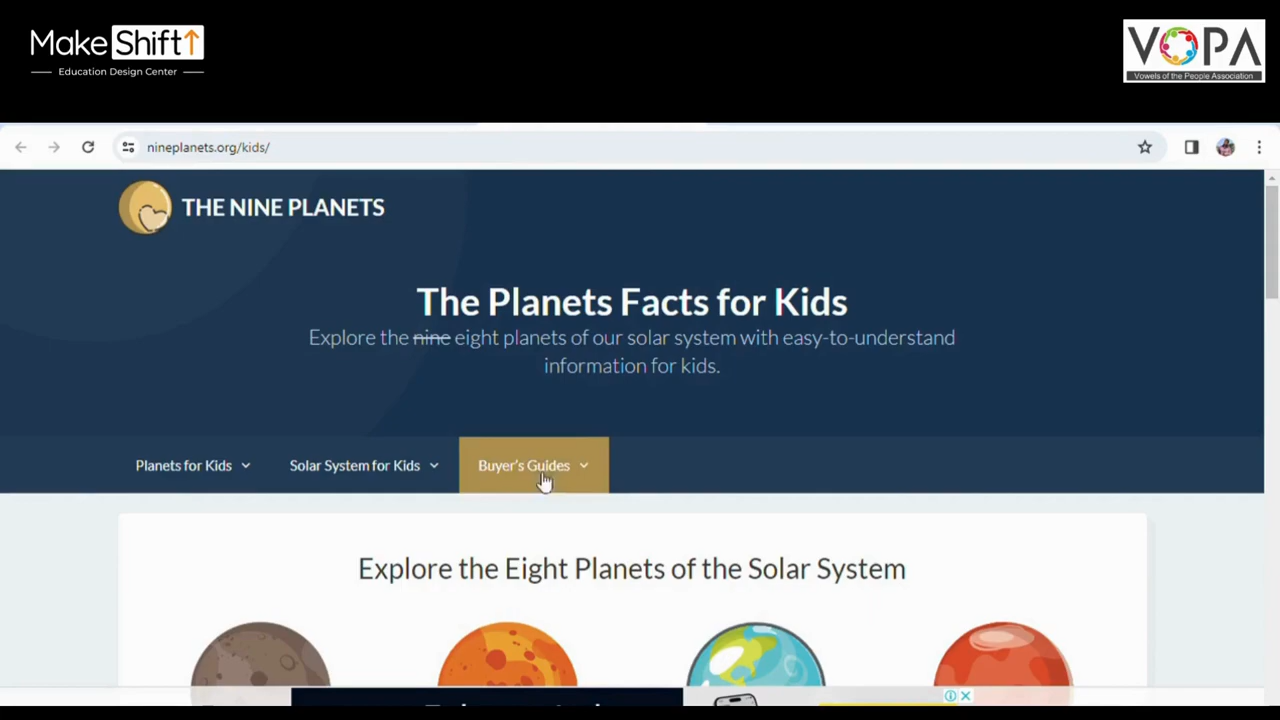 Make Shift
Education Design Center
VOPA
Vowels of the People Association
nineplanets.org/kids/
THE NINE PLANETS
The Planets Facts for Kids
Explore the nine eight planets of our solar system with easy-to-understand
information for kids.
Planets for Kids
Solar System for Kids
Buyer's Guides
Explore the Eight Planets of the Solar System